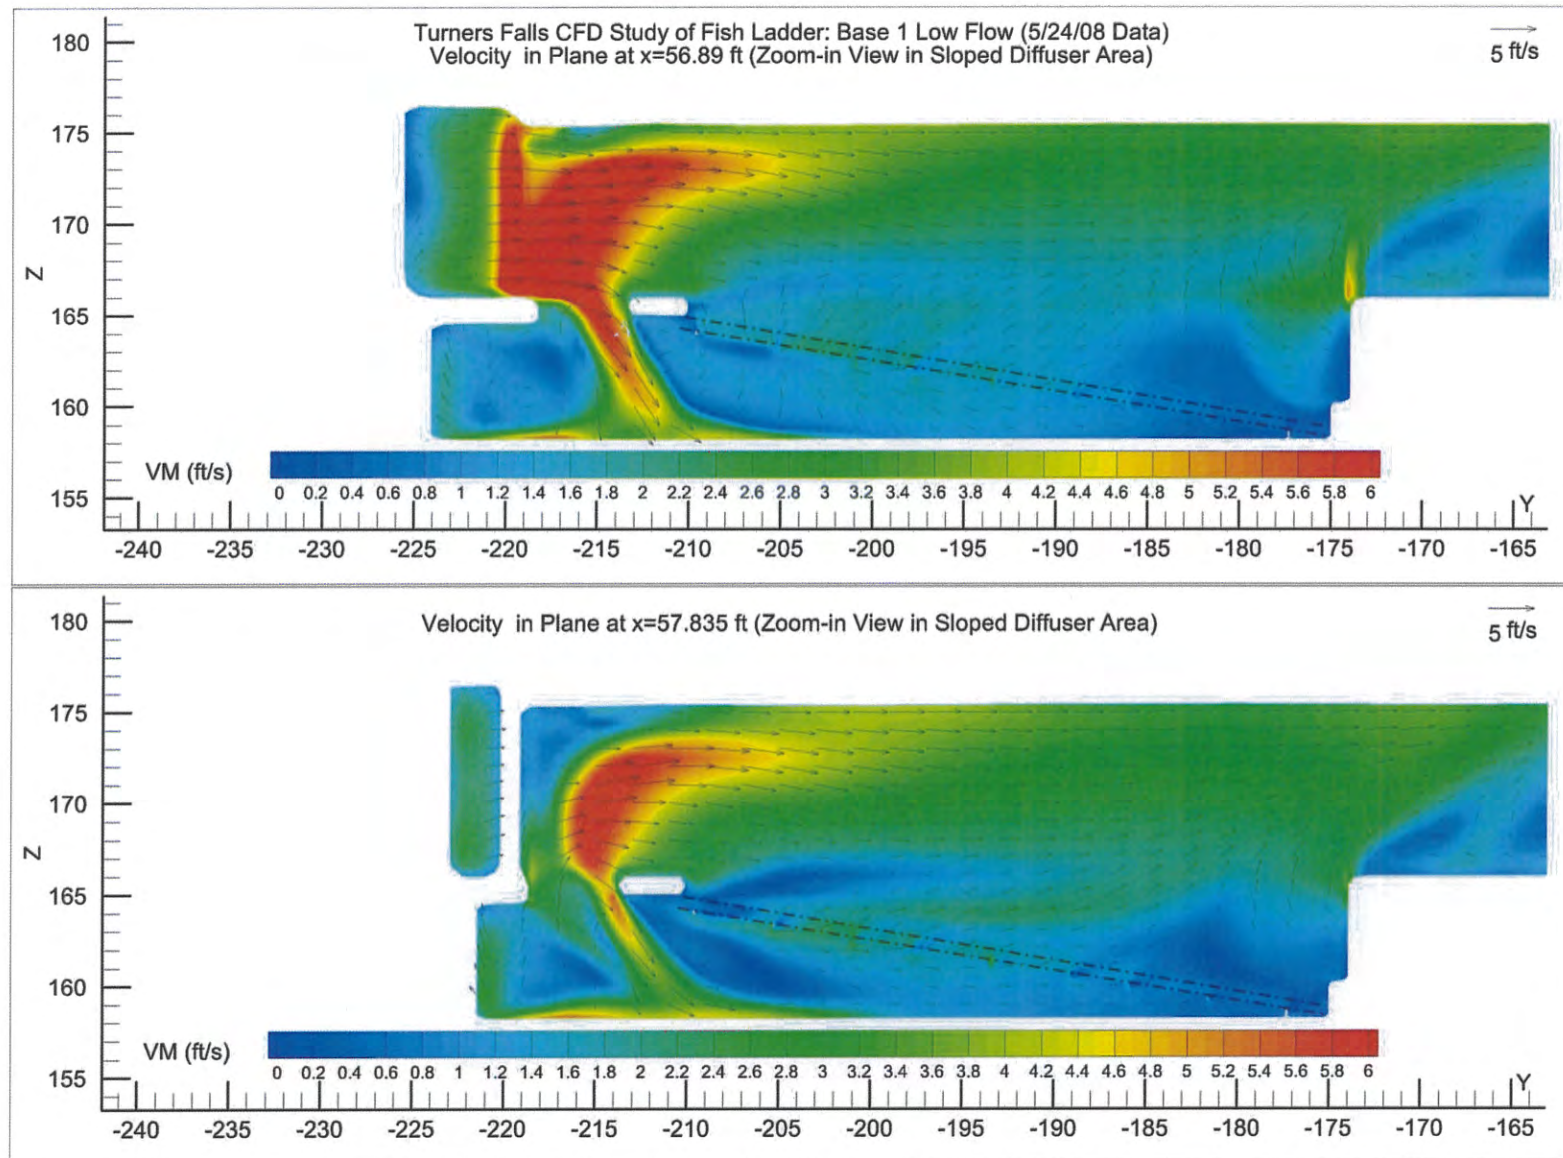 Turners Falls CFD Study of Fish Ladder: Base 1 Low Flow (5/24/08 Data)
Velocity in Plane at x=56.89 ft (Zoom-in View in Sloped Diffuser Area)
5 ft/s
180
175
170
Z
165
160
155
VM (ft/s)
0 0.2 0.4 0.6 0.8 1 1.2 1.4 1.6 1.8 2 2.2 2.4 2.6 2.8 3 3.2 3.4 3.6 3.8 4 4.2 4.4 4.6 4.8 5 5.2 5.4 5.6 5.8 6
Y
-240 -235 -230 -225 -220 -215 -210 -205 -200 -195 -190 -185 -180 -175 -170 -165
Velocity in Plane at x=57.835 ft (Zoom-in View in Sloped Diffuser Area)
5 ft/s
180
175
170
Z
165
160
155
VM (ft/s)
0 0.2 0.4 0.6 0.8 1 1.2 1.4 1.6 1.8 2 2.2 2.4 2.6 2.8 3 3.2 3.4 3.6 3.8 4 4.2 4.4 4.6 4.8 5 5.2 5.4 5.6 5.8 6
Y
-240 -235 -230 -225 -220 -215 -210 -205 -200 -195 -190 -185 -180 -175 -170 -165